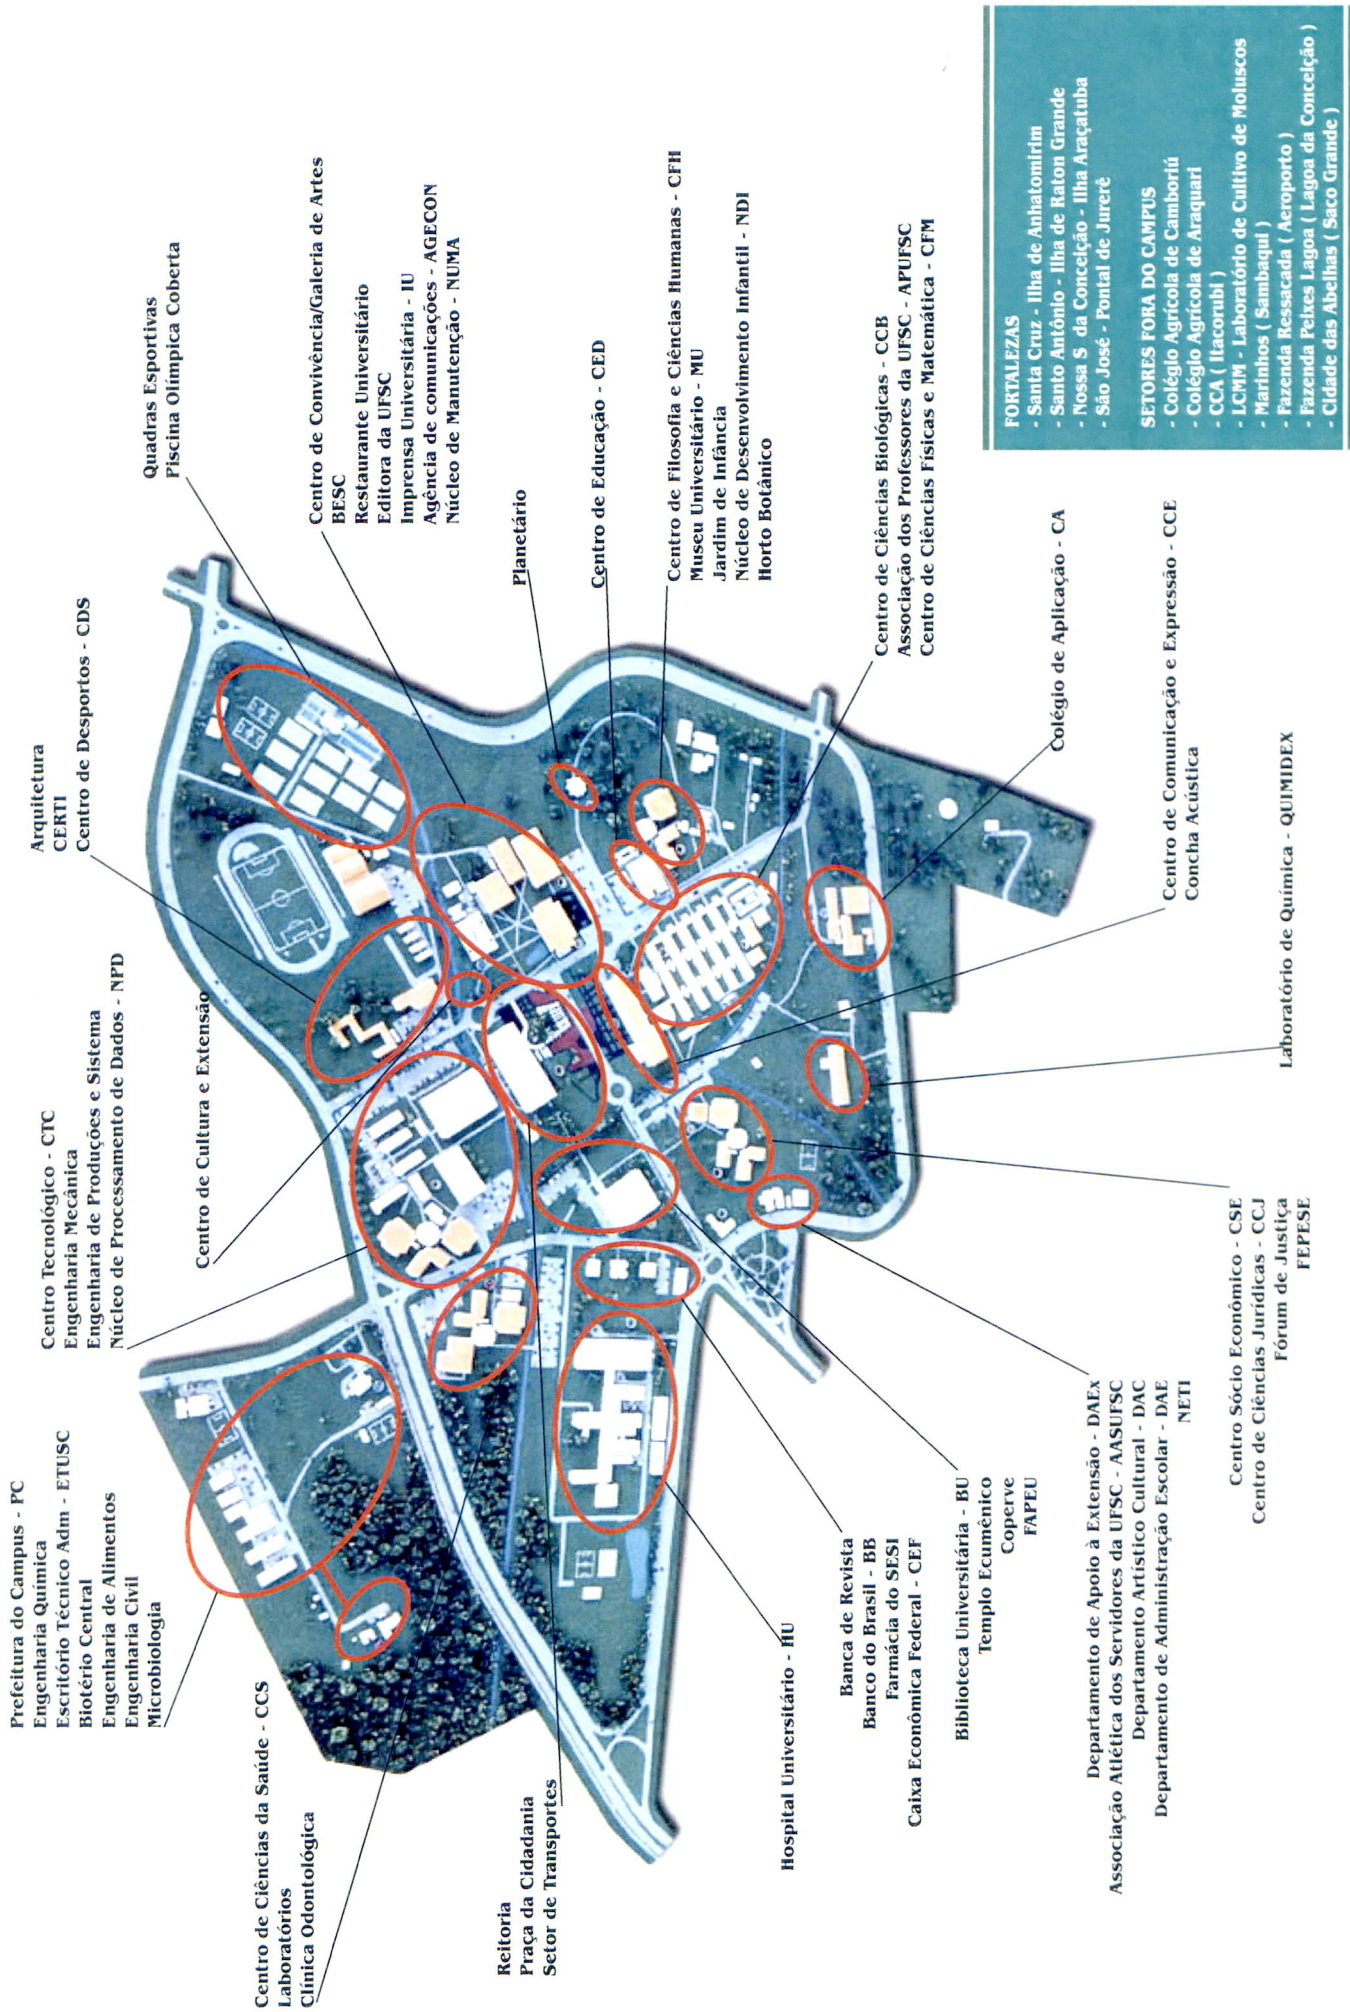 Prefeitura do Campus - PC
Engenharia Química
Escritório Técnico Adm - ETUSC
Biotério Central
Engenharia de Alimentos
Engenharia Civil
Microbiologia
Centro Tecnológico - CTC
Engenharia Mecânica
Engenharia de Produções e Sistema
Núcleo de Processamento de Dados - NPD
Arquitetura
CERTI
Centro de Desportos - CDS
Quadras Esportivas
Piscina Olímpica Coberta
Centro de Cultura e Extensão
Centro de Convivência/Galeria de Artes
BESC
Restaurante Universitário
Editora da UFSC
Imprensa Universitária - IU
Agência de comunicações - AGECON
Núcleo de Manutenção - NUMA
Planetário
Centro de Educação - CED
Centro de Filosofia e Ciências Humanas - CFH
Museu Universitário - MU
Jardim de Infância
Núcleo de Desenvolvimento Infantil - NDI
Horto Botânico
Centro de Ciências Biológicas - CCB
Associação dos Professores da UFSC - APUFSC
Centro de Ciências Físicas e Matemática - CFM
Colégio de Aplicação - CA
Centro de Comunicação e Expressão - CCE
Concha Acústica
Laboratório de Química - QUIMIDEX
Centro de Ciências da Saúde - CCS
Laboratórios
Clínica Odontológica
Reitoria
Praça da Cidadania
Setor de Transportes
Hospital Universitário - HU
Banca de Revista
Banco do Brasil - BB
Farmácia do SESI
Caixa Econômica Federal - CEF
Biblioteca Universitária - BU
Templo Ecumênico
Coperve
FAPEU
Departamento de Apoio à Extensão - DAEx
Associação Atlética dos Servidores da UFSC - AASUFSC
Departamento Artístico Cultural - DAC
Departamento de Administração Escolar - DAE
NETI
Centro Sócio Econômico - CSE
Centro de Ciências Jurídicas - CCJ
Fórum de Justiça
FEPESE
FORTALEZAS
- Santa Cruz - Ilha de Anhatomirim
- Santo Antônio - Ilha de Raton Grande
- Nossa S da Conceição - Ilha Araçatuba
- São José - Pontal de Jurerê
SETORES FORA DO CAMPUS
- Colégio Agrícola de Camboriú
- Colégio Agrícola de Araquari
- CCA ( Itacorubi )
- LCMM - Laboratório de Cultivo de Moluscos
Marinhos ( Sambaqui )
- Fazenda Ressacada ( Aeroporto )
- Fazenda Peixes Lagoa ( Lagoa da Conceição )
- Cidade das Abelhas ( Saco Grande )